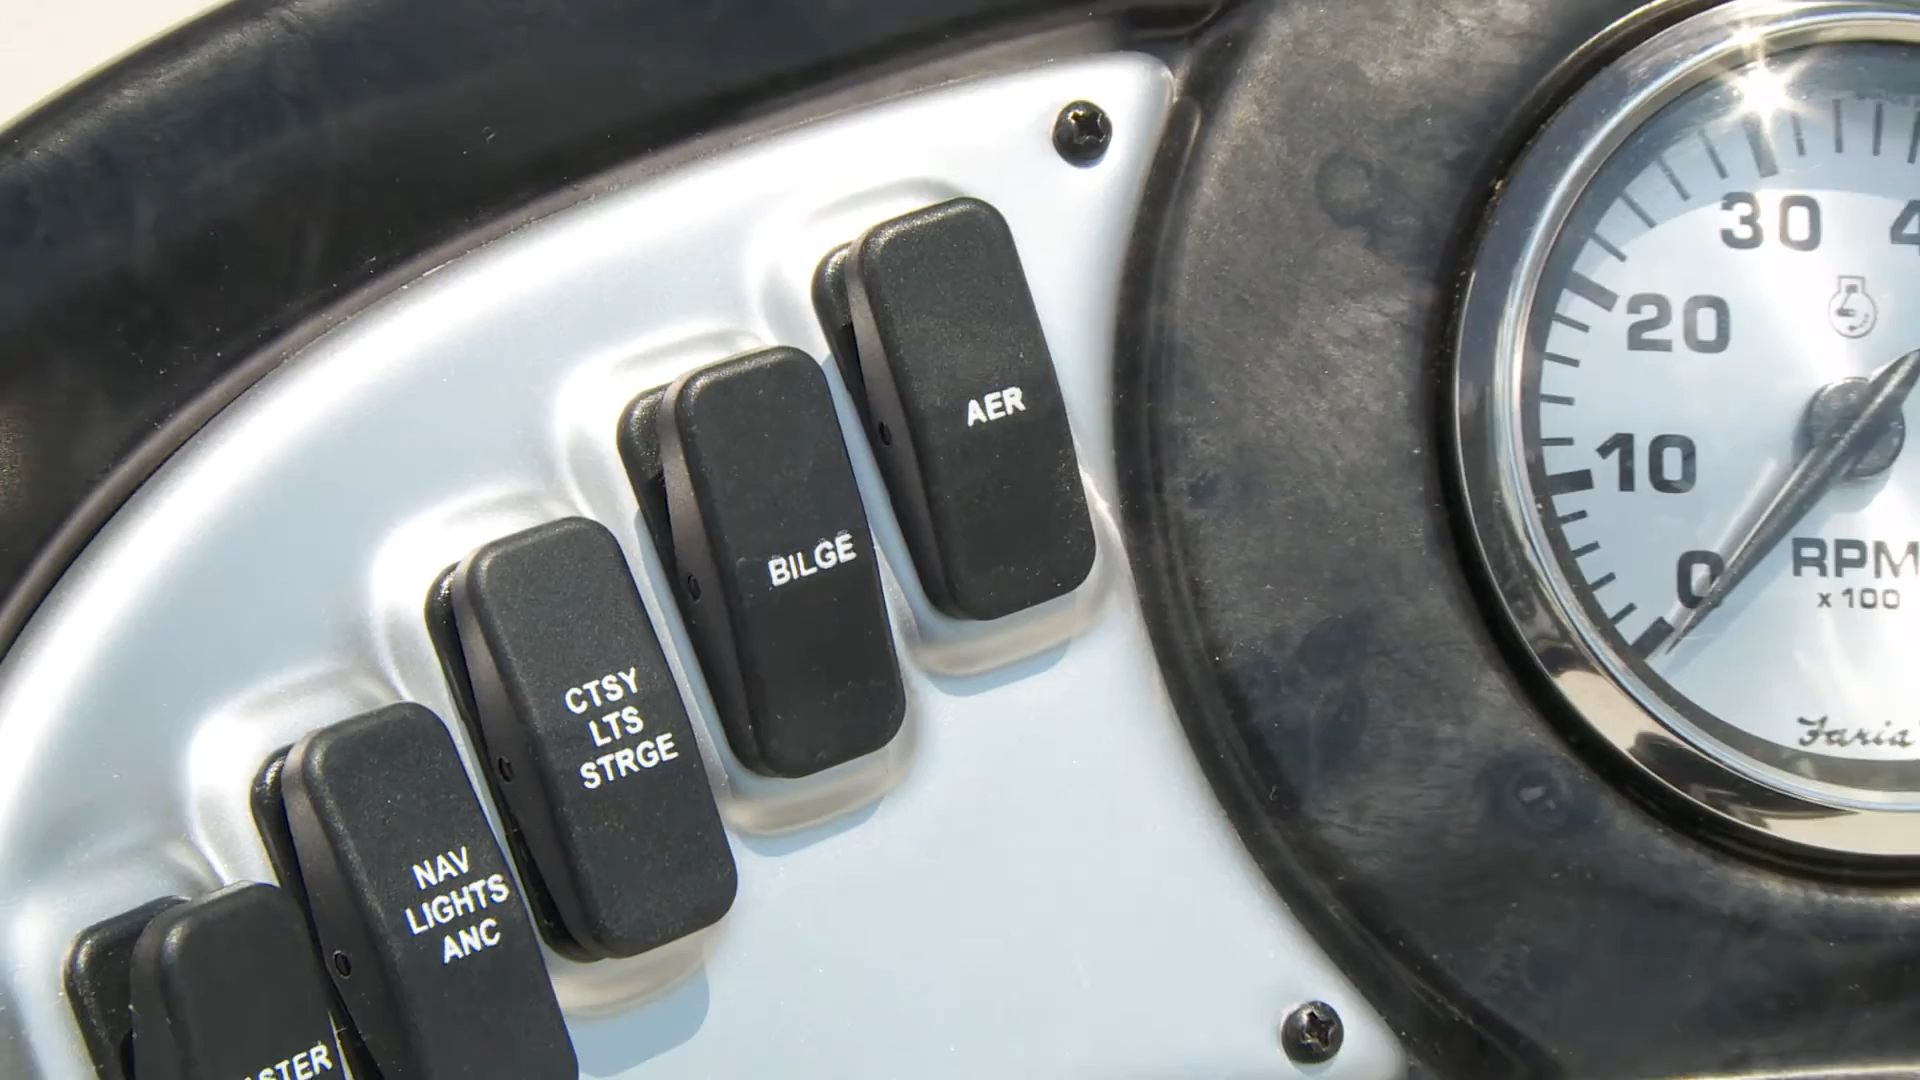 AER
BILGE
CTSY
LTS
STRGE
NAV
LIGHTS
ANC
30
20
10
0
RPM
x 100
Faria